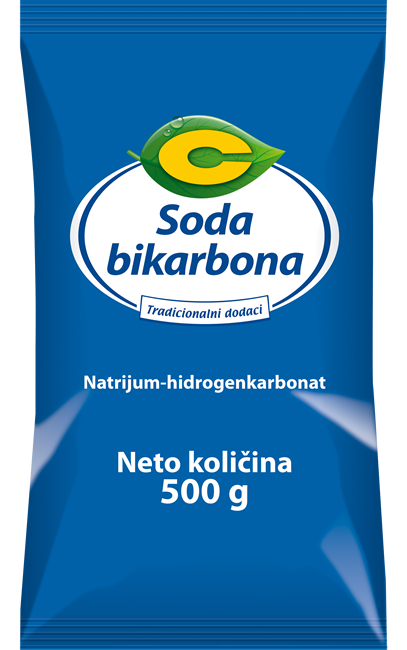 C
Soda
bikarbona
Tradicionalni dodaci
Natrijum-hidrogenkarbonat
Neto količina
500 g